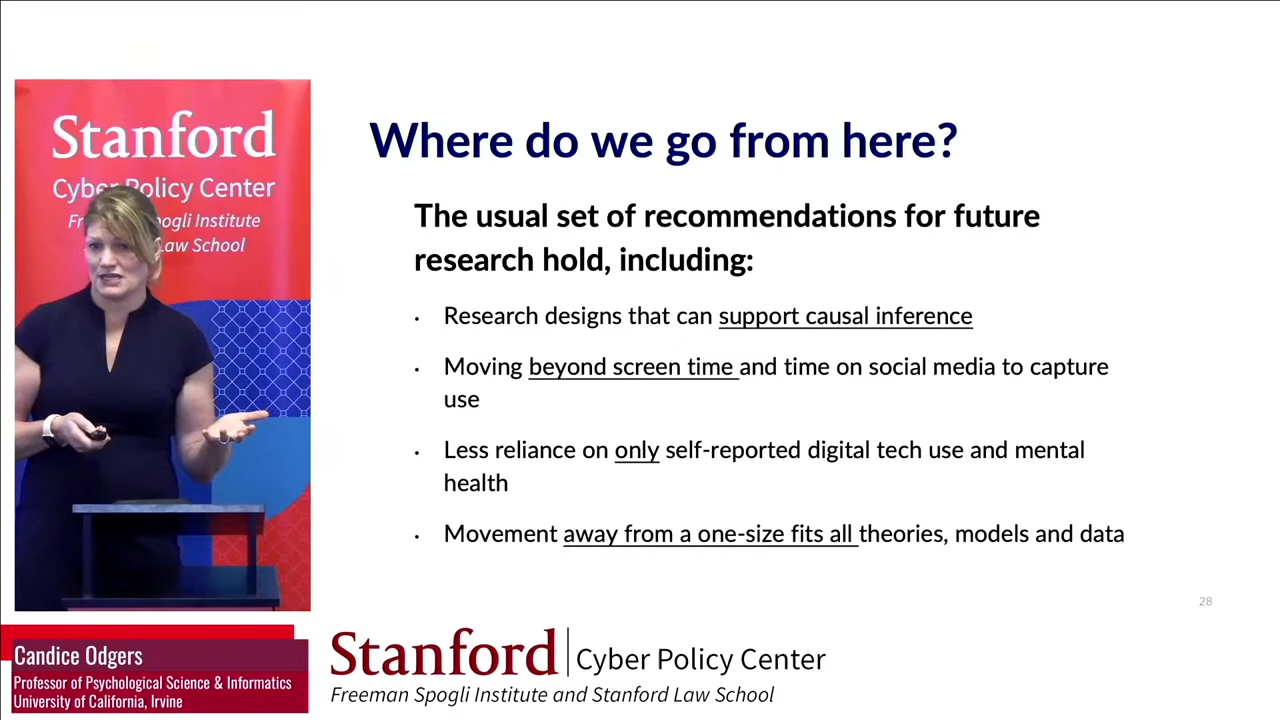 Stanford
Cyber Policy Center
Spogli Institute
Law School
Where do we go from here?
The usual set of recommendations for future
research hold, including:
· Research designs that can support causal inference
· Moving beyond screen time and time on social media to capture
use
· Less reliance on only self-reported digital tech use and mental
health
· Movement away from a one-size fits all theories, models and data
28
Candice Odgers
Professor of Psychological Science & Informatics
University of California, Irvine
Stanford | Cyber Policy Center
Freeman Spogli Institute and Stanford Law School